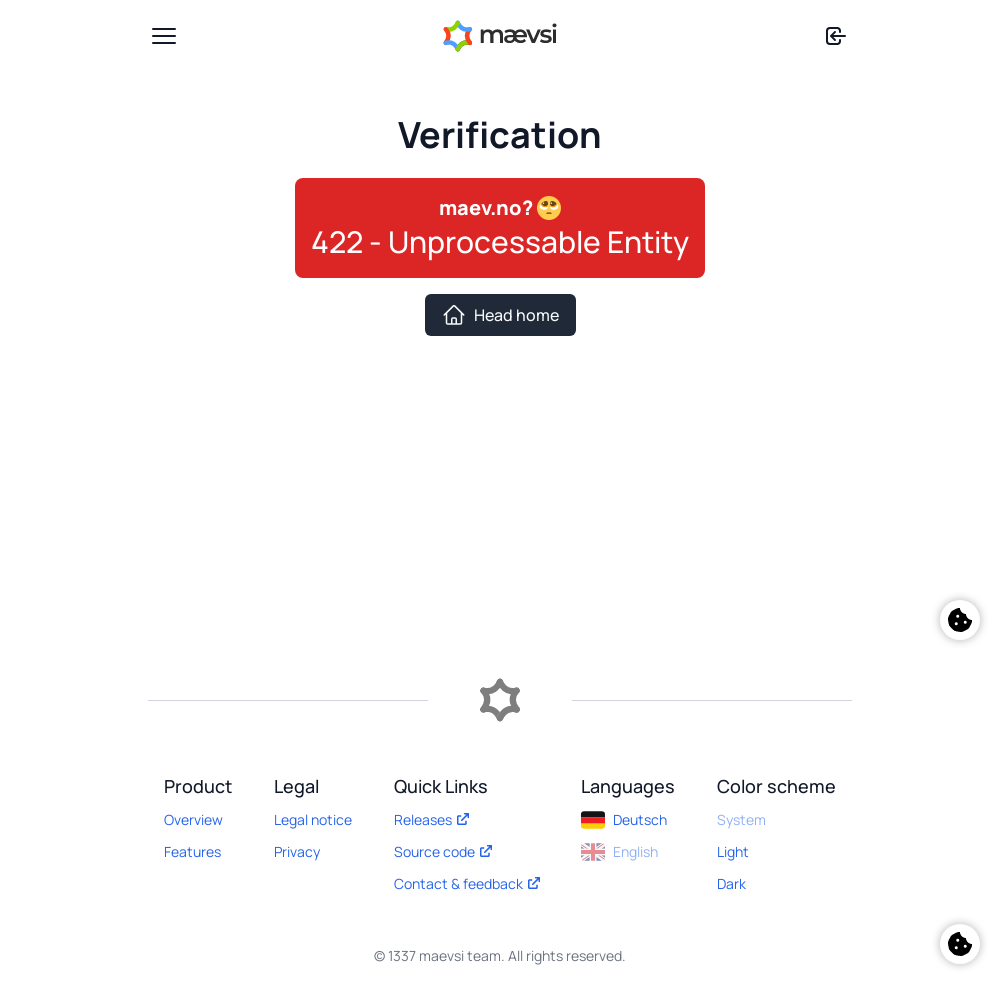 mævsi
Verification
maev.no? 🙄
422 - Unprocessable Entity
Head home
Product
Overview
Features
Legal
Legal notice
Privacy
Quick Links
Releases
Source code
Contact & feedback
Languages
Deutsch
English
Color scheme
System
Light
Dark
© 1337 maevsi team. All rights reserved.